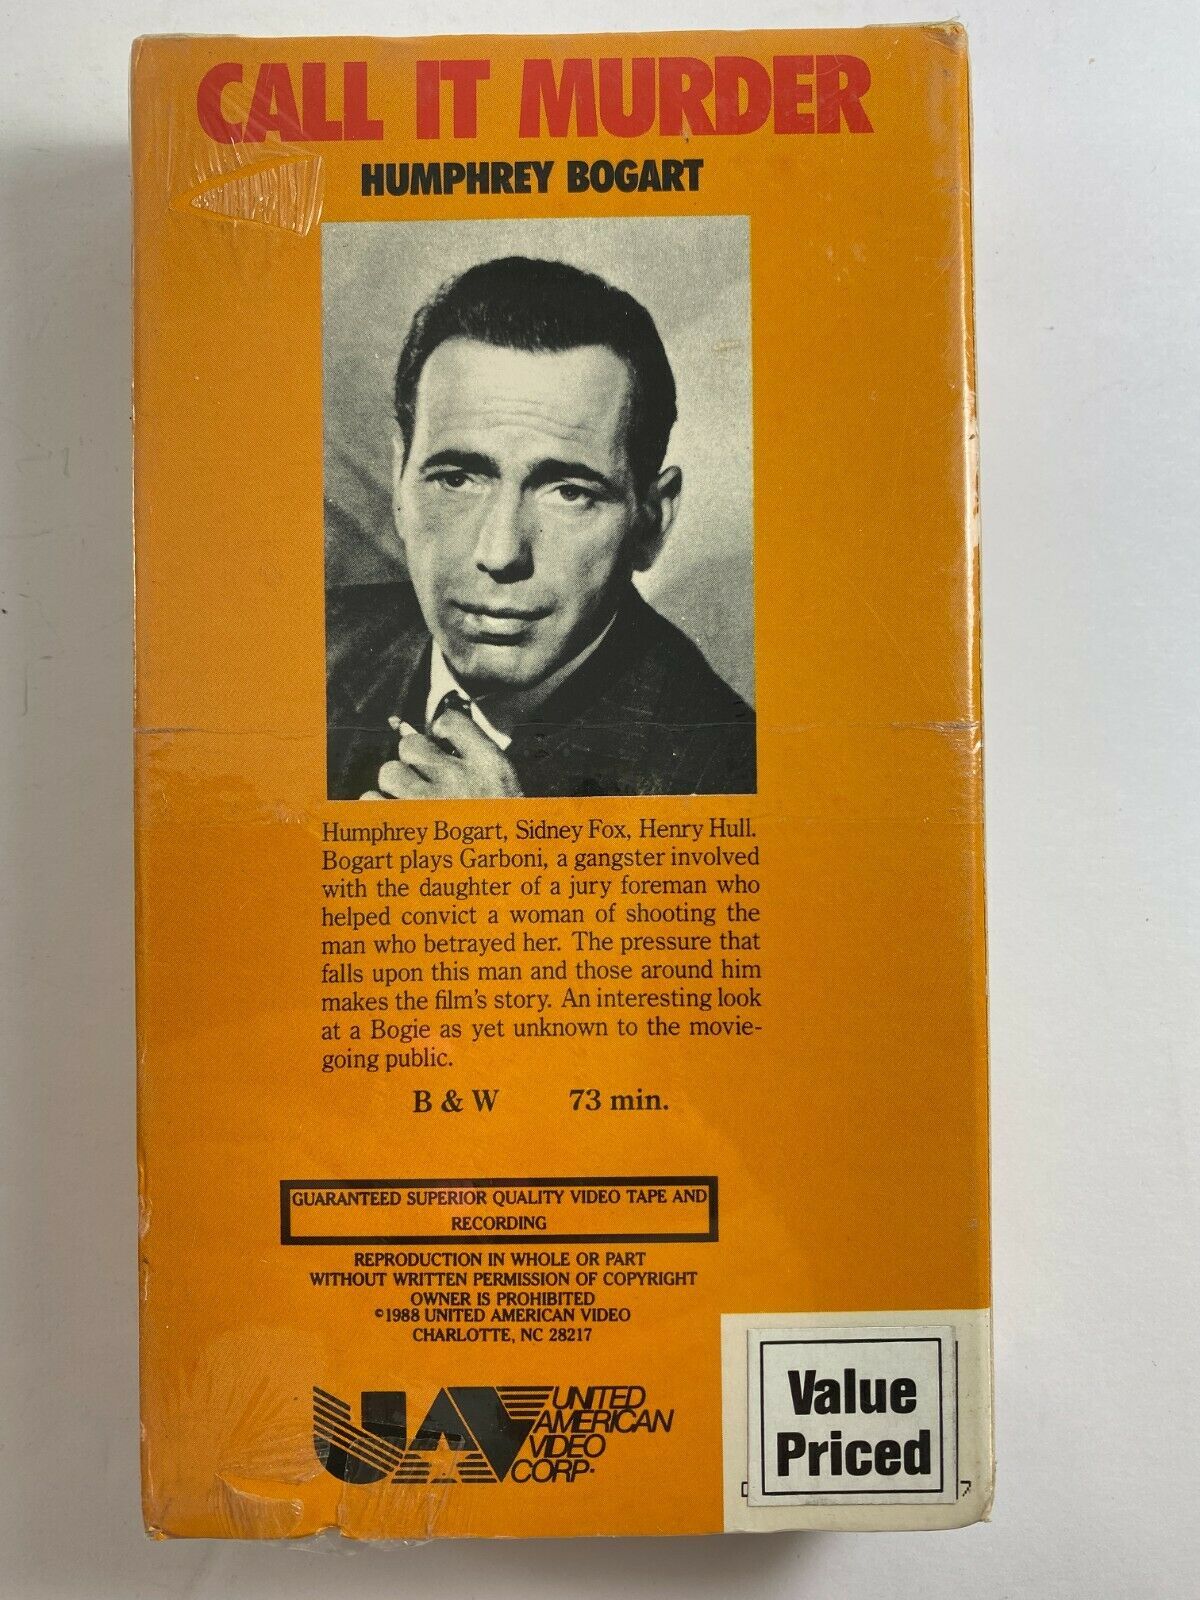 CALL IT MURDER
HUMPHREY BOGART
Humphrey Bogart, Sidney Fox, Henry Hull.
Bogart plays Garboni, a gangster involved
with the daughter of a jury foreman who
helped convict a woman of shooting the
man who betrayed her. The pressure that
falls upon this man and those around him
makes the film's story. An interesting look
at a Bogie as yet unknown to the movie-
going public.
B & W 73 min.
GUARANTEED SUPERIOR QUALITY VIDEO TAPE AND
RECORDING
REPRODUCTION IN WHOLE OR PART
WITHOUT WRITTEN PERMISSION OF COPYRIGHT
OWNER IS PROHIBITED
©1988 UNITED AMERICAN VIDEO
CHARLOTTE, NC 28217
UAV
UNITED
AMERICAN
VIDEO
CORP.
Value
Priced